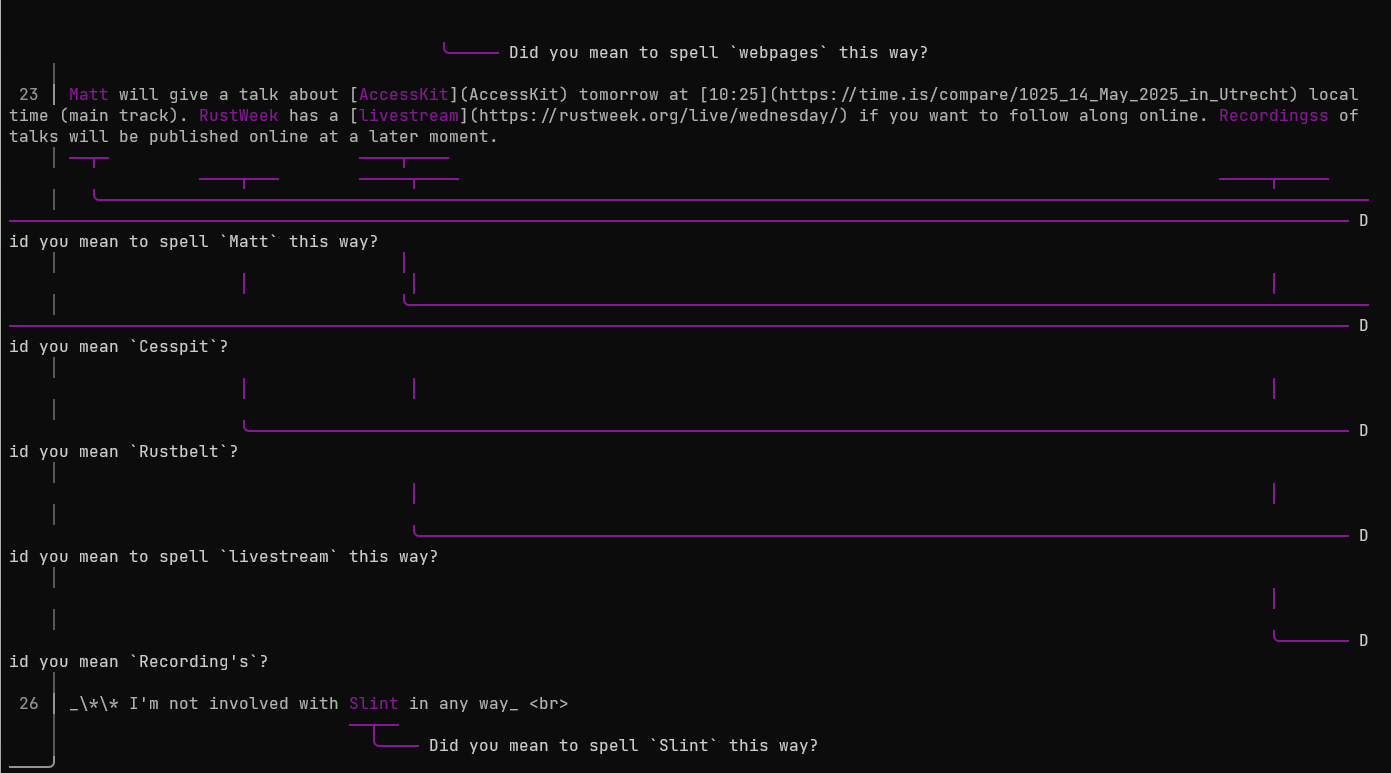 Did you mean to spell `webpages` this way?
23 │ Matt will give a talk about [AccessKit](AccessKit) tomorrow at [10:25](https://time.is/compare/1025_14_May_2025_in_Utrecht) local
time (main track). RustWeek has a [livestream](https://rustweek.org/live/wednesday/) if you want to follow along online. Recordingss of
talks will be published online at a later moment.
D
id you mean to spell `Matt` this way?
D
id you mean `Cesspit`?
D
id you mean `Rustbelt`?
D
id you mean to spell `livestream` this way?
D
id you mean `Recording's`?
26 │ _\*\* I'm not involved with Slint in any way_ <br>
Did you mean to spell `Slint` this way?